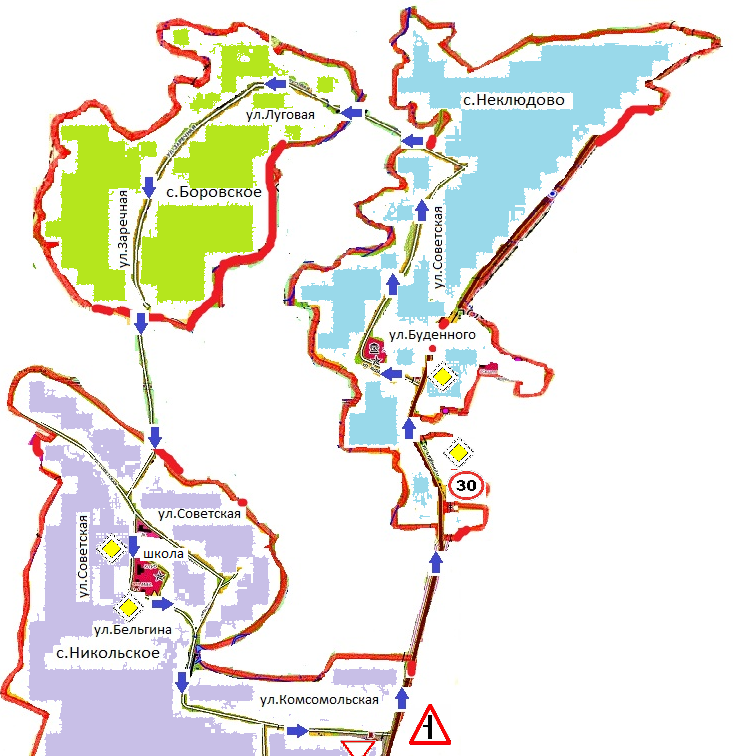 с.Неклюдово
ул.Луговая
с.Боровское
ул.Заречная
ул.Советская
ул.Буденного
30
ул.Советская
ул.Советская
школа
ул.Бельгина
с.Никольское
ул.Комсомольская